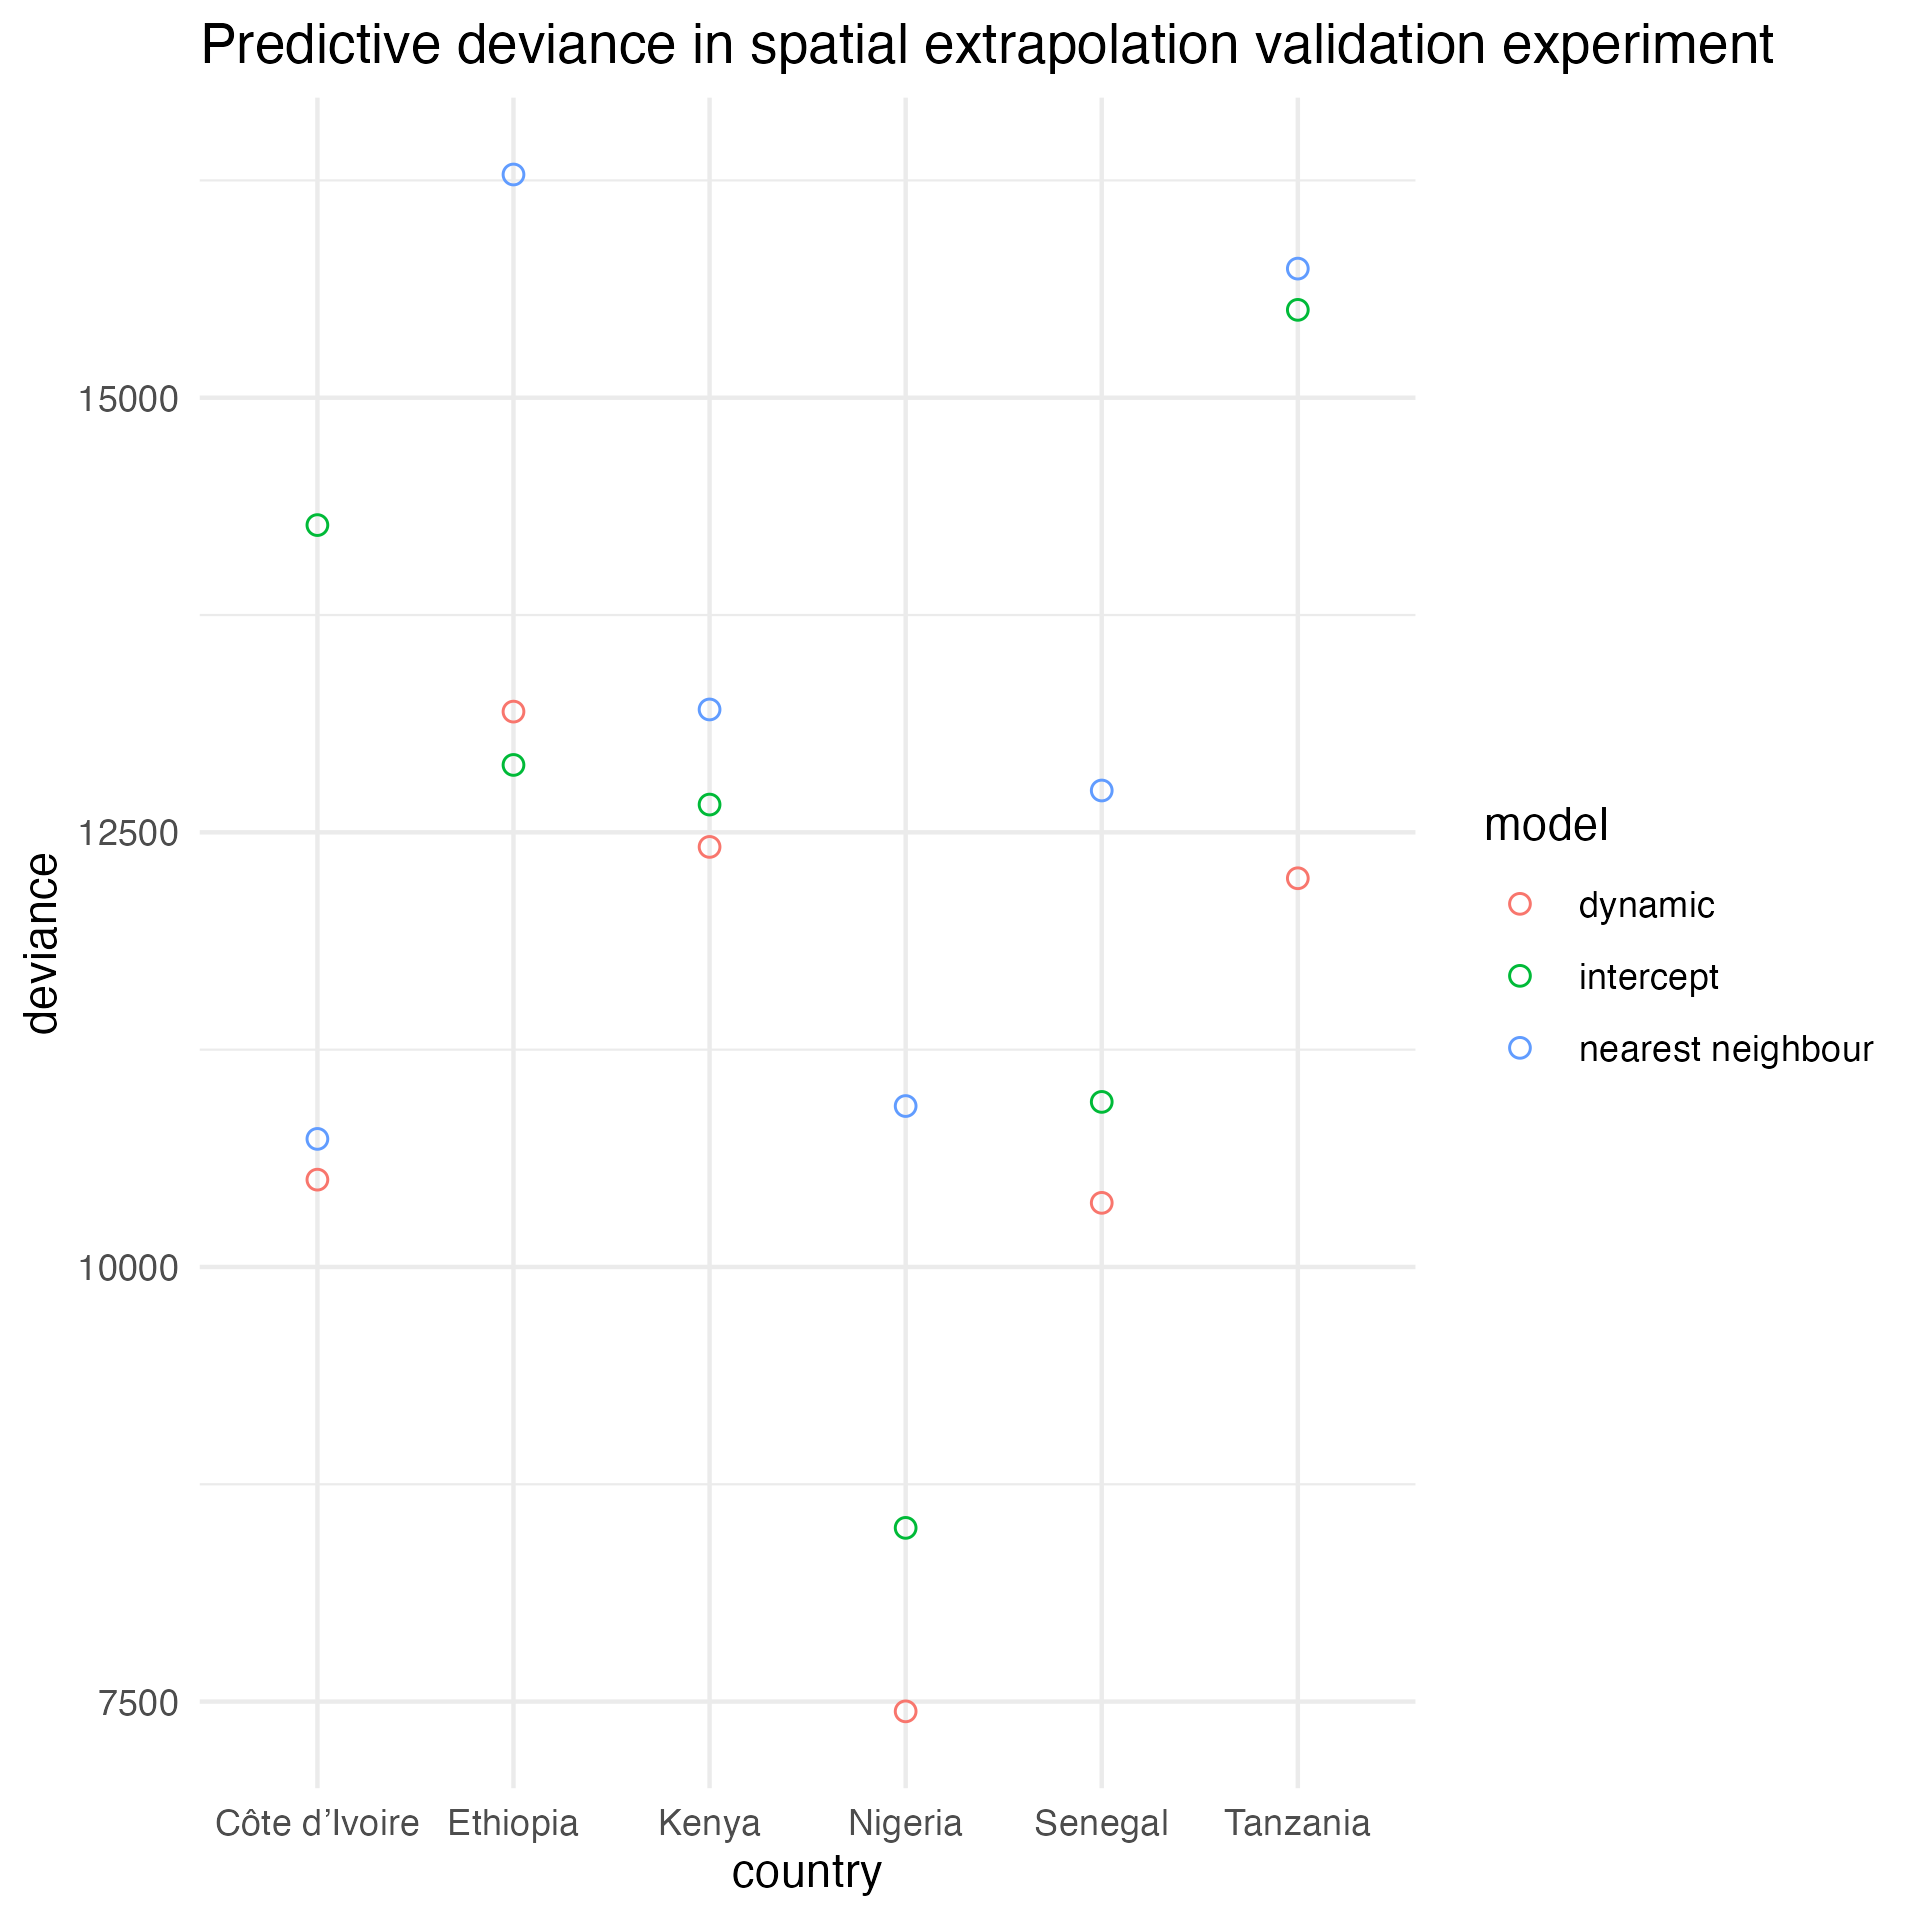 Predictive deviance in spatial extrapolation validation experiment
15000
12500
10000
7500
deviance
Côte d’Ivoire Ethiopia Kenya Nigeria Senegal Tanzania
country
model
dynamic
intercept
nearest neighbour